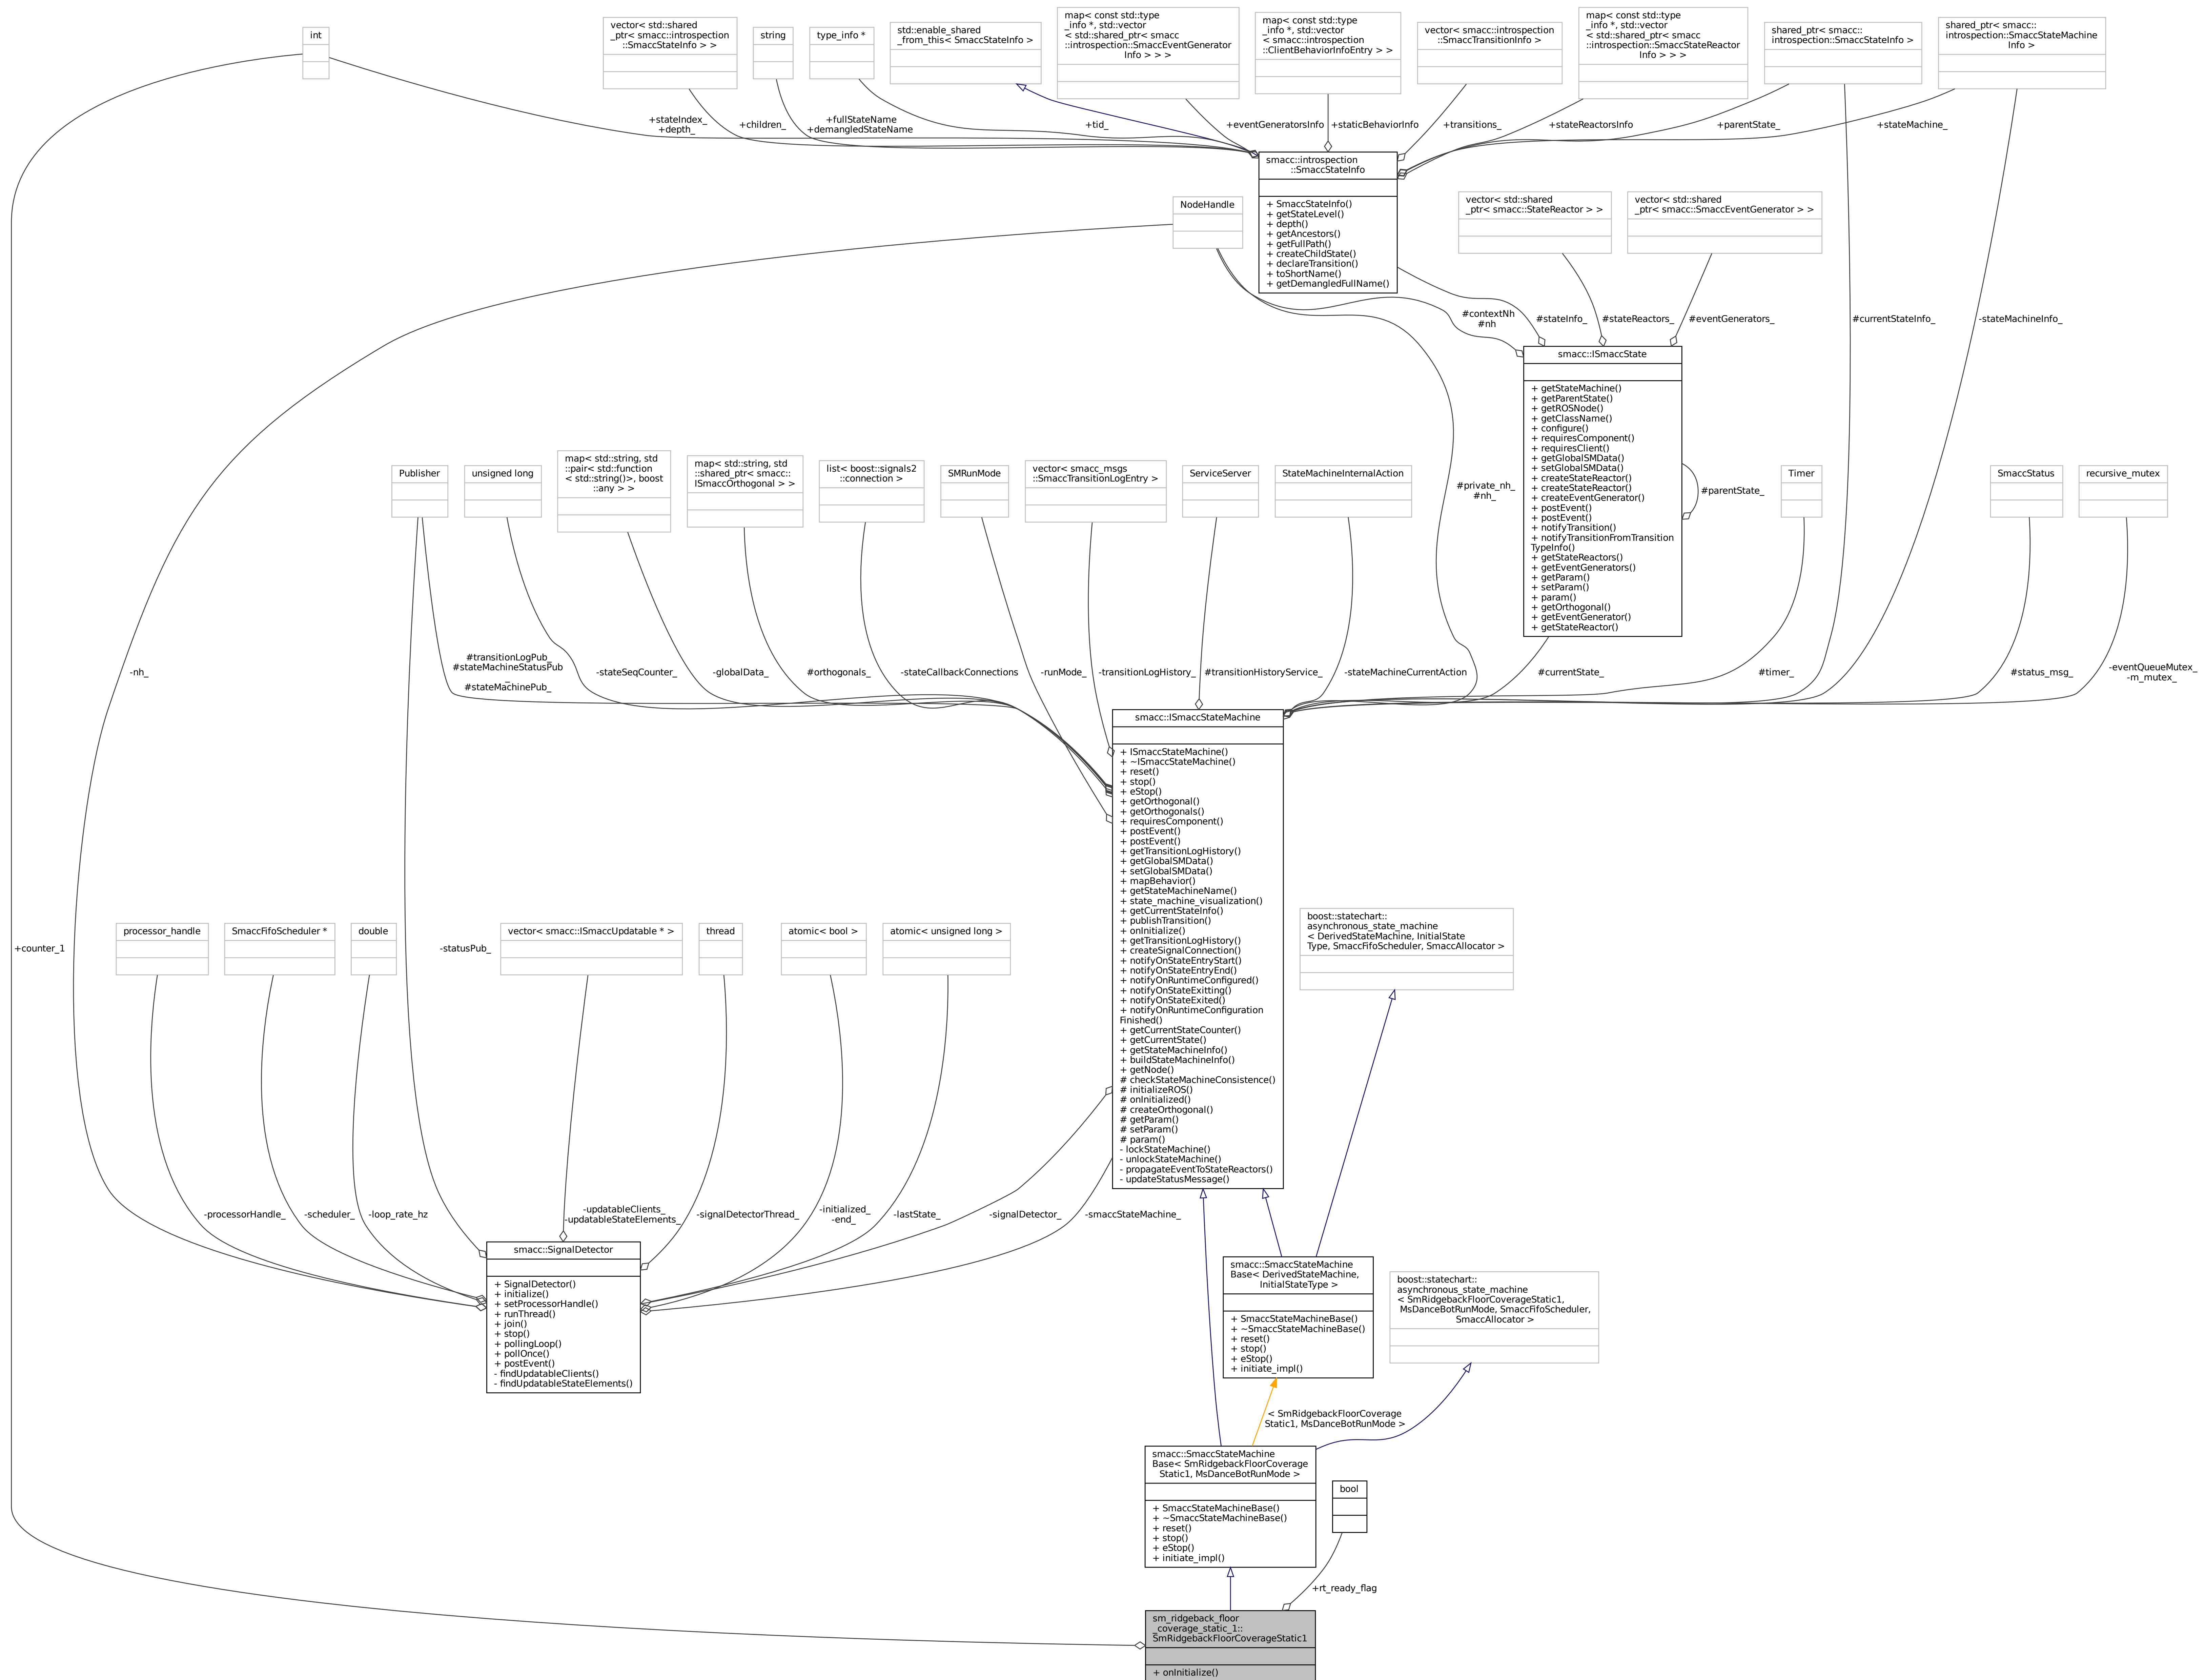 int
vector< std::shared
_ptr< smacc::introspection
::SmaccStateInfo > >
string
type_info *
std::enable_shared
_from_this< SmaccStateInfo >
map< const std::type
_info *, std::vector
< std::shared_ptr< smacc
::introspection::SmaccEventGenerator
Info > > >
map< const std::type
_info *, std::vector
< smacc::introspection
::ClientBehaviorInfoEntry > >
vector< smacc::introspection
::SmaccTransitionInfo >
map< const std::type
_info *, std::vector
< std::shared_ptr< smacc
::introspection::SmaccStateReactor
Info > > >
shared_ptr< smacc::
introspection::SmaccStateInfo >
shared_ptr< smacc::
introspection::SmaccStateMachine
Info >
+stateIndex_
+depth_
+children_
+fullStateName
+demangledStateName
+tid_
+eventGeneratorsInfo
+staticBehaviorInfo
+transitions_
+stateReactorsInfo
+parentState_
+stateMachine_
smacc::introspection
::SmaccStateInfo
+ SmaccStateInfo()
+ getStateLevel()
+ depth()
+ getAncestors()
+ getFullPath()
+ createChildState()
+ declareTransition()
+ toShortName()
+ getDemangledFullName()
NodeHandle
vector< std::shared
_ptr< smacc::StateReactor > >
vector< std::shared
_ptr< smacc::SmaccEventGenerator > >
#contextNh
#nh
#stateInfo_
#stateReactors_
#eventGenerators_
#currentStateInfo_
-stateMachineInfo_
smacc::ISmaccState
+ getStateMachine()
+ getParentState()
+ getROSNode()
+ getClassName()
+ configure()
+ requiresComponent()
+ requiresClient()
+ getGlobalSMData()
+ setGlobalSMData()
+ createStateReactor()
+ createStateReactor()
+ createEventGenerator()
+ postEvent()
+ postEvent()
+ notifyTransition()
+ notifyTransitionFromTransition
TypeInfo()
+ getStateReactors()
+ getEventGenerators()
+ getParam()
+ setParam()
+ param()
+ getOrthogonal()
+ getEventGenerator()
+ getStateReactor()
#parentState_
Publisher
unsigned long
map< std::string, std
::pair< std::function
< std::string()>, boost
::any > >
map< std::string, std
::shared_ptr< smacc::
ISmaccOrthogonal > >
list< boost::signals2
::connection >
SMRunMode
vector< smacc_msgs
::SmaccTransitionLogEntry >
ServiceServer
StateMachineInternalAction
#private_nh_
#nh_
Timer
SmaccStatus
recursive_mutex
-nh_
#transitionLogPub_
#stateMachineStatusPub
_
#stateMachinePub_
-stateSeqCounter_
-globalData_
#orthogonals_
-stateCallbackConnections
-runMode_
-transitionLogHistory_
#transitionHistoryService_
-stateMachineCurrentAction
#currentState_
#timer_
#status_msg_
-eventQueueMutex_
-m_mutex_
smacc::ISmaccStateMachine
+ ISmaccStateMachine()
+ ~ISmaccStateMachine()
+ reset()
+ stop()
+ eStop()
+ getOrthogonal()
+ getOrthogonals()
+ requiresComponent()
+ postEvent()
+ postEvent()
+ getTransitionLogHistory()
+ getGlobalSMData()
+ setGlobalSMData()
+ mapBehavior()
+ getStateMachineName()
+ state_machine_visualization()
+ getCurrentStateInfo()
+ publishTransition()
+ onInitialize()
+ getTransitionLogHistory()
+ createSignalConnection()
+ notifyOnStateEntryStart()
+ notifyOnStateEntryEnd()
+ notifyOnRuntimeConfigured()
+ notifyOnStateExitting()
+ notifyOnStateExited()
+ notifyOnRuntimeConfiguration
Finished()
+ getCurrentStateCounter()
+ getCurrentState()
+ getStateMachineInfo()
+ buildStateMachineInfo()
+ getNode()
# checkStateMachineConsistence()
# initializeROS()
# onInitialized()
# createOrthogonal()
# getParam()
# setParam()
# param()
- lockStateMachine()
- unlockStateMachine()
- propagateEventToStateReactors()
- updateStatusMessage()
processor_handle
SmaccFifoScheduler *
double
vector< smacc::ISmaccUpdatable * >
thread
atomic< bool >
atomic< unsigned long >
boost::statechart::
asynchronous_state_machine
< DerivedStateMachine, InitialState
Type, SmaccFifoScheduler, SmaccAllocator >
+counter_1
-statusPub_
-processorHandle_
-scheduler_
-loop_rate_hz
-updatableClients_
-updatableStateElements_
-signalDetectorThread_
-initialized_
-end_
-lastState_
-signalDetector_
-smaccStateMachine_
smacc::SignalDetector
+ SignalDetector()
+ initialize()
+ setProcessorHandle()
+ runThread()
+ join()
+ stop()
+ pollingLoop()
+ pollOnce()
+ postEvent()
- findUpdatableClients()
- findUpdatableStateElements()
smacc::SmaccStateMachine
Base< DerivedStateMachine,
InitialStateType >
+ SmaccStateMachineBase()
+ ~SmaccStateMachineBase()
+ reset()
+ stop()
+ eStop()
+ initiate_impl()
boost::statechart::
asynchronous_state_machine
< SmRidgebackFloorCoverageStatic1,
MsDanceBotRunMode, SmaccFifoScheduler,
SmaccAllocator >
< SmRidgebackFloorCoverage
Static1, MsDanceBotRunMode >
smacc::SmaccStateMachine
Base< SmRidgebackFloorCoverage
Static1, MsDanceBotRunMode >
+ SmaccStateMachineBase()
+ ~SmaccStateMachineBase()
+ reset()
+ stop()
+ eStop()
+ initiate_impl()
bool
+rt_ready_flag
sm_ridgeback_floor
_coverage_static_1::
SmRidgebackFloorCoverageStatic1
+ onInitialize()